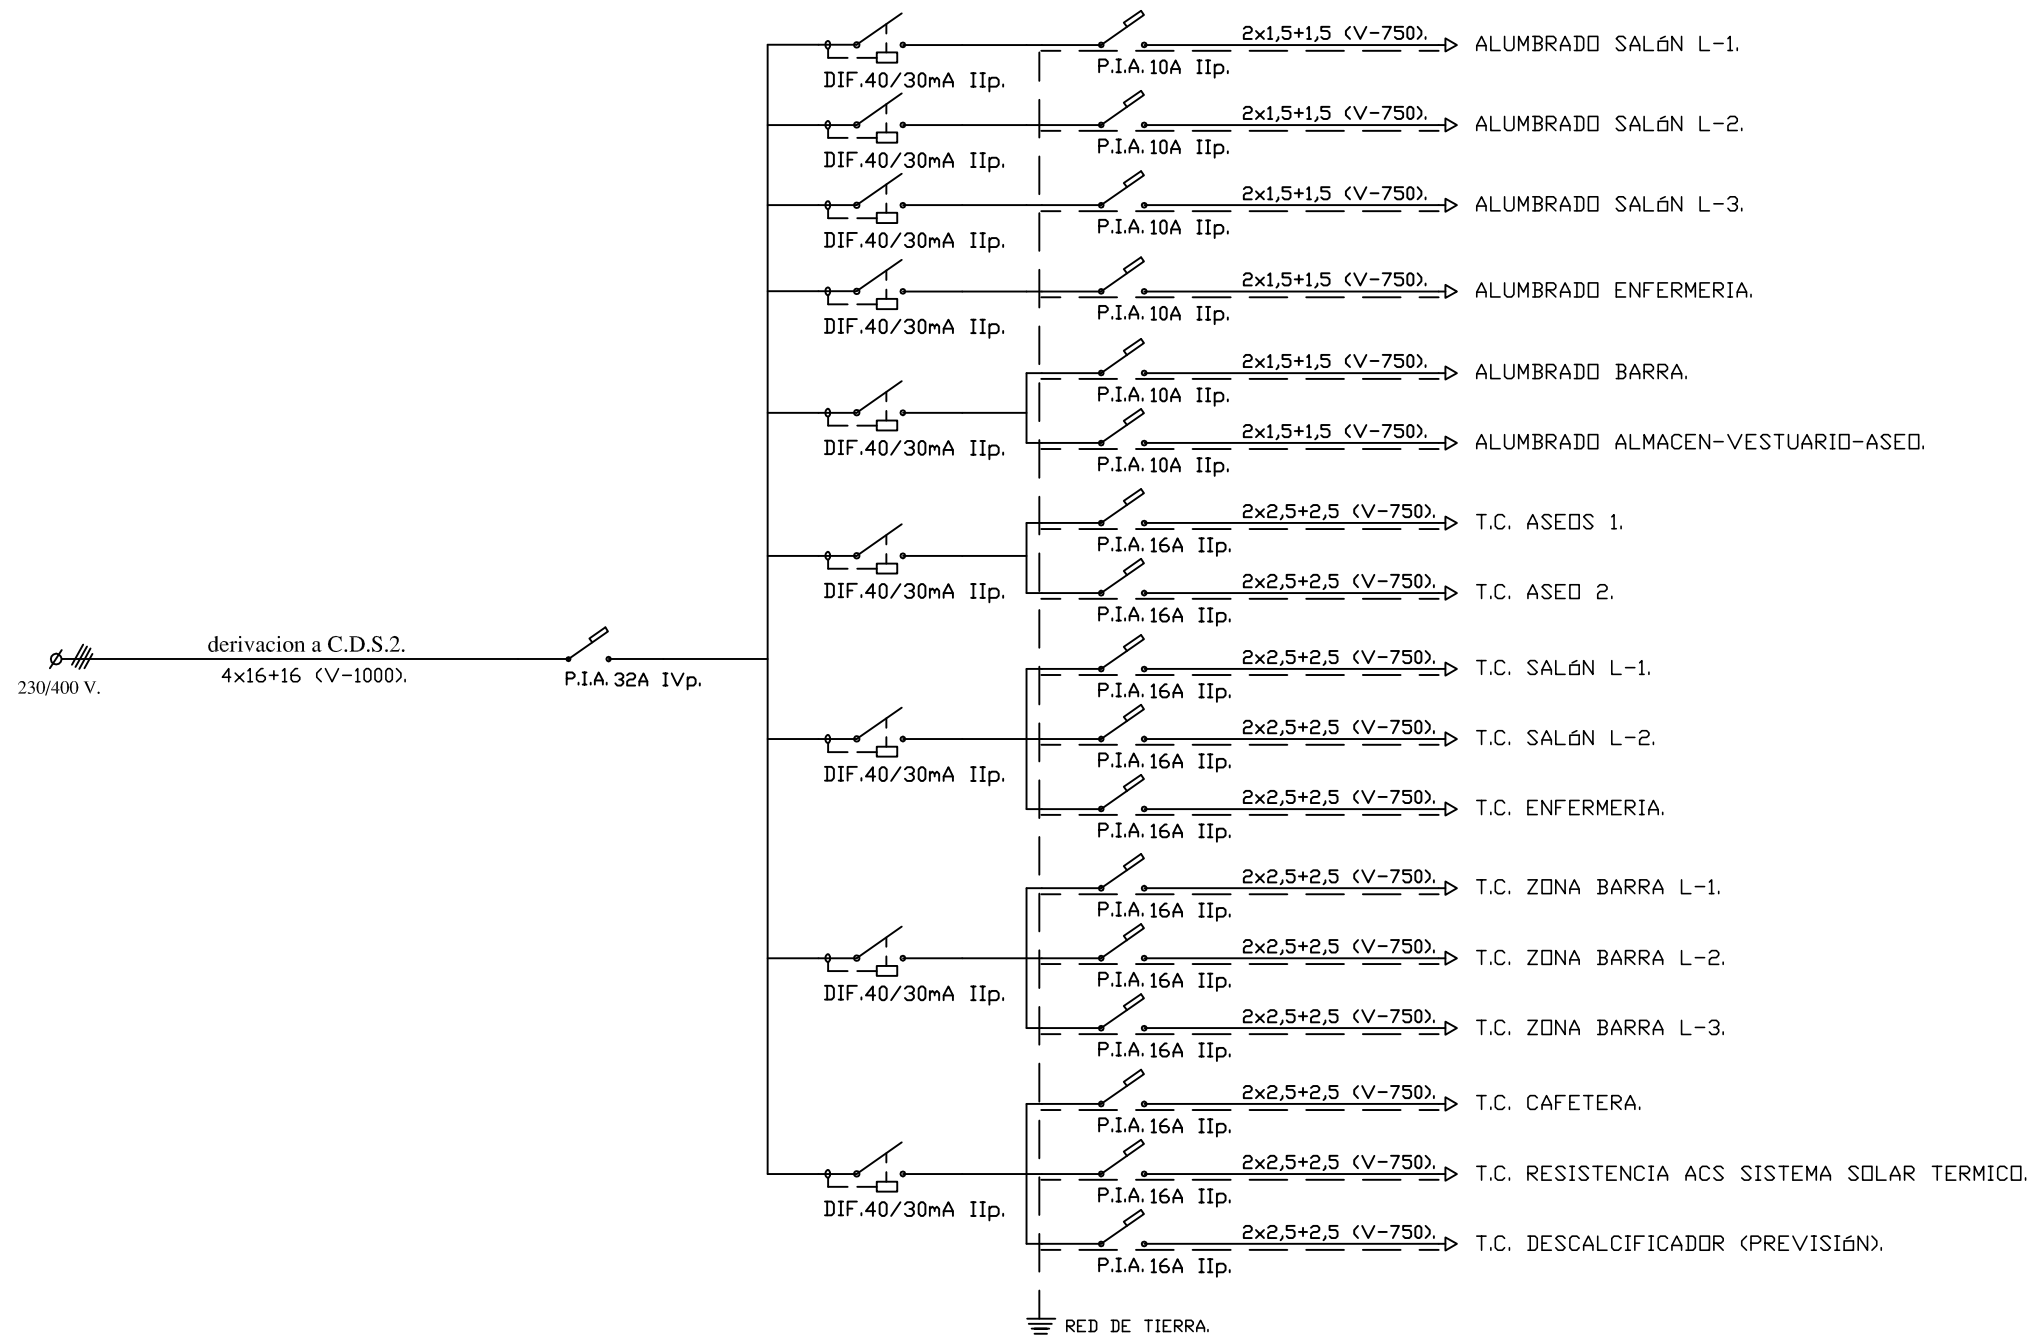 2x1,5+1,5 (V-750).
ALUMBRADO SALóN L-1.
P.I.A. 10A IIp.
DIF.40/30mA IIp.
2x1,5+1,5 (V-750).
ALUMBRADO SALóN L-2.
P.I.A. 10A IIp.
DIF.40/30mA IIp.
2x1,5+1,5 (V-750).
ALUMBRADO SALóN L-3.
P.I.A. 10A IIp.
DIF.40/30mA IIp.
2x1,5+1,5 (V-750).
ALUMBRADO ENFERMERIA.
P.I.A. 10A IIp.
DIF.40/30mA IIp.
2x1,5+1,5 (V-750).
ALUMBRADO BARRA.
P.I.A. 10A IIp.
2x1,5+1,5 (V-750).
ALUMBRADO ALMACEN-VESTUARIO-ASEO.
DIF.40/30mA IIp.
P.I.A. 10A IIp.
2x2,5+2,5 (V-750).
T.C. ASEOS 1.
P.I.A. 16A IIp.
2x2,5+2,5 (V-750).
T.C. ASEO 2.
DIF.40/30mA IIp.
P.I.A. 16A IIp.
derivacion a C.D.S.2.
4x16+16 (V-1000).
230/400 V.
P.I.A. 32A IVp.
2x2,5+2,5 (V-750).
T.C. SALóN L-1.
P.I.A. 16A IIp.
2x2,5+2,5 (V-750).
T.C. SALóN L-2.
P.I.A. 16A IIp.
DIF.40/30mA IIp.
2x2,5+2,5 (V-750).
T.C. ENFERMERIA.
P.I.A. 16A IIp.
2x2,5+2,5 (V-750).
T.C. ZONA BARRA L-1.
P.I.A. 16A IIp.
2x2,5+2,5 (V-750).
T.C. ZONA BARRA L-2.
P.I.A. 16A IIp.
DIF.40/30mA IIp.
2x2,5+2,5 (V-750).
T.C. ZONA BARRA L-3.
P.I.A. 16A IIp.
2x2,5+2,5 (V-750).
T.C. CAFETERA.
P.I.A. 16A IIp.
2x2,5+2,5 (V-750).
T.C. RESISTENCIA ACS SISTEMA SOLAR TERMICO.
P.I.A. 16A IIp.
DIF.40/30mA IIp.
2x2,5+2,5 (V-750).
T.C. DESCALCIFICADOR (PREVISIóN).
P.I.A. 16A IIp.
RED DE TIERRA.